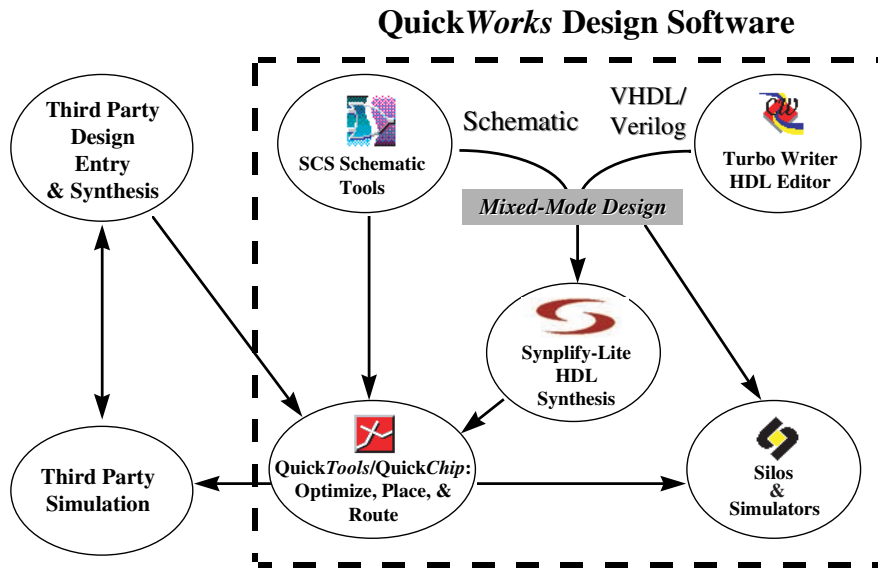 QuickWorks Design Software
Third Party
Design
Entry
& Synthesis
SCS Schematic
Tools
Schematic
VHDL/
Verilog
Turbo Writer
HDL Editor
Mixed-Mode Design
Synplify-Lite
HDL
Synthesis
Third Party
Simulation
QuickTools/QuickChip:
Optimize, Place, &
Route
Silos
&
Simulators